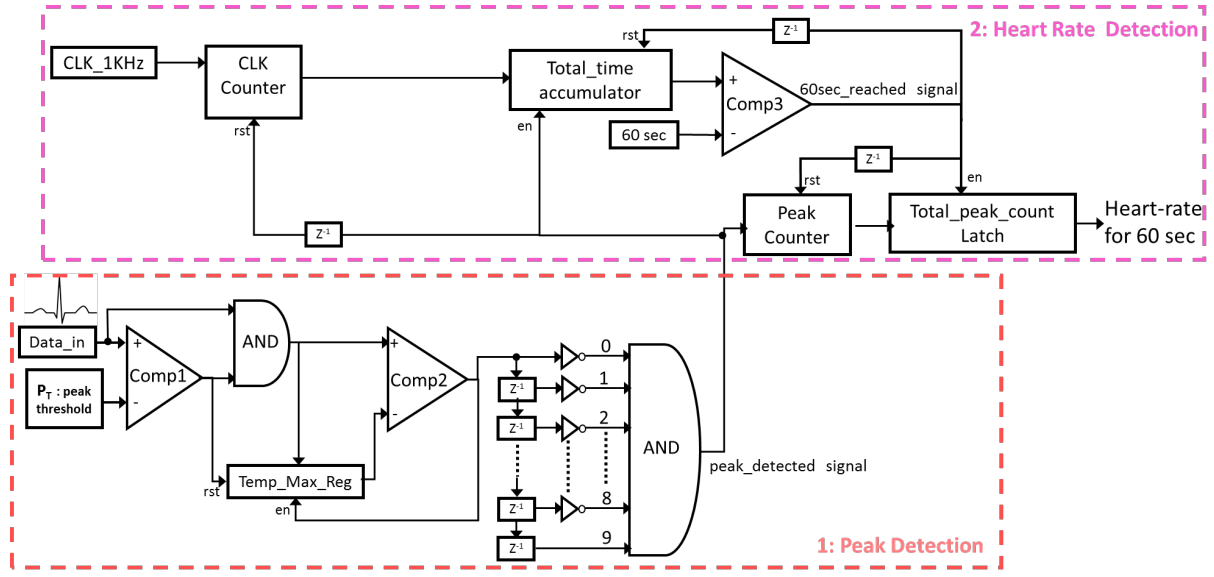 2: Heart Rate Detection
CLK_1KHz
CLK
Counter
rst
Total_time
accumulator
rst
en
Z-1
60 sec
+
-
Comp3
60sec_reached signal
Z-1
rst
en
Z-1
Peak
Counter
Total_peak_count
Latch
Heart-rate
for 60 sec
Data_in
PT : peak
threshold
+
-
Comp1
AND
Temp_Max_Reg
rst
en
+
-
Comp2
0
Z-1
1
Z-1
2
Z-1
8
Z-1
9
AND
peak_detected signal
1: Peak Detection